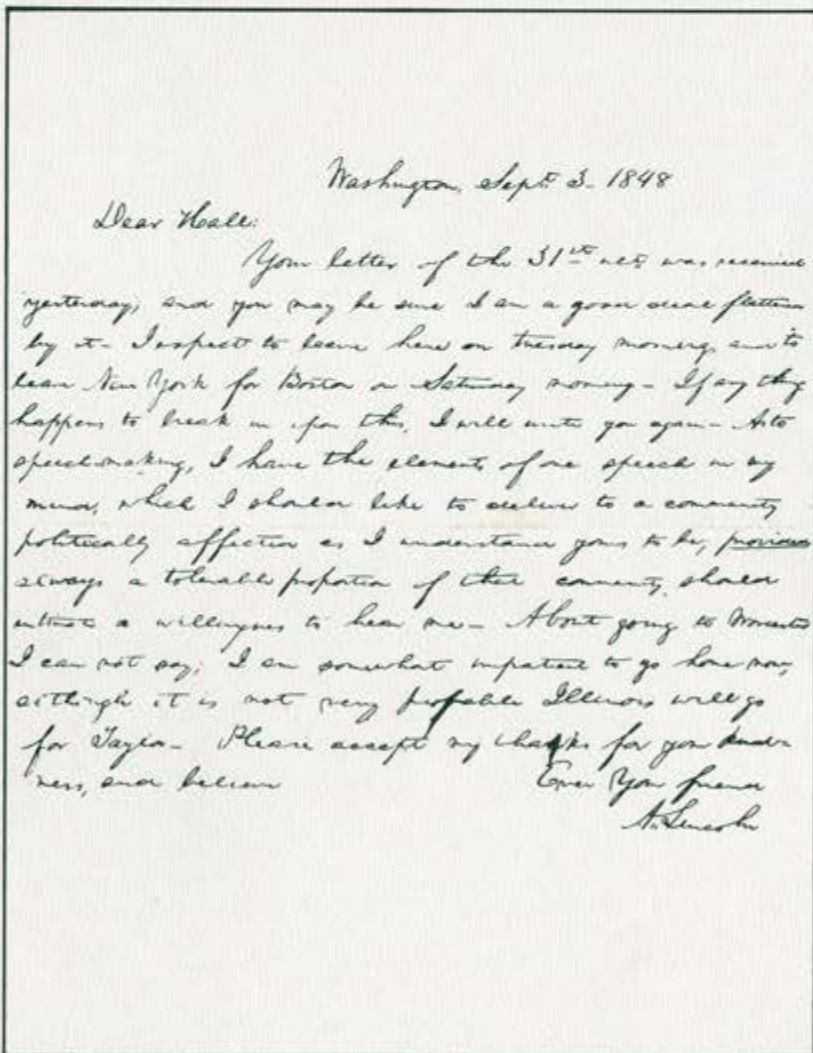 Washington, Sept. 3- 1848
Dear Hall:
Your letter of the 31st ult. was received
yesterday; and you may be sure I am a good deal flattered
by it- I expect to leave here on Tuesday morning, and to
leave New York for Boston on Saturday morning- If any thing
happens to break in upon this, I will write you again- As to
speech-making, I have the elements of one speech in my
mind, which I should like to deliver to a community
politically affected as I understand yours to be, provided
always a tolerable proportion of that community, should
a willingness to hear me- About going to Worcester
I can not say; I am somewhat impatient to go home now,
although it is not very probable Illinois will go
for Taylor- Please accept my thanks for your kind-
ness, and believe Ever Your friend
A. Lincoln